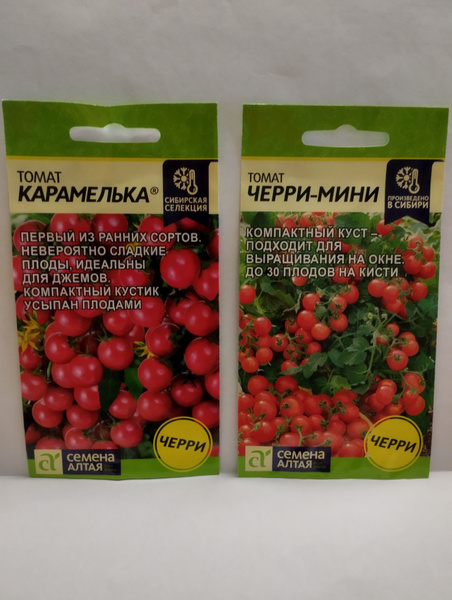 ТОМАТ
КАРАМЕЛЬКА®
СИБИРСКАЯ
СЕЛЕКЦИЯ
ПЕРВЫЙ ИЗ РАННИХ СОРТОВ.
НЕВЕРОЯТНО СЛАДКИЕ
ПЛОДЫ, ИДЕАЛЬНЫ
ДЛЯ ДЖЕМОВ.
КОМПАКТНЫЙ КУСТИК
УСЫПАН ПЛОДАМИ
ЧЕРРИ
семена
АЛТАЯ
ТОМАТ
ЧЕРРИ-МИНИ
ПРОИЗВЕДЕНО
В СИБИРИ
КОМПАКТНЫЙ КУСТ –
ПОДХОДИТ ДЛЯ
ВЫРАЩИВАНИЯ НА ОКНЕ.
ДО 30 ПЛОДОВ НА КИСТИ
ЧЕРРИ
семена
АЛТАЯ